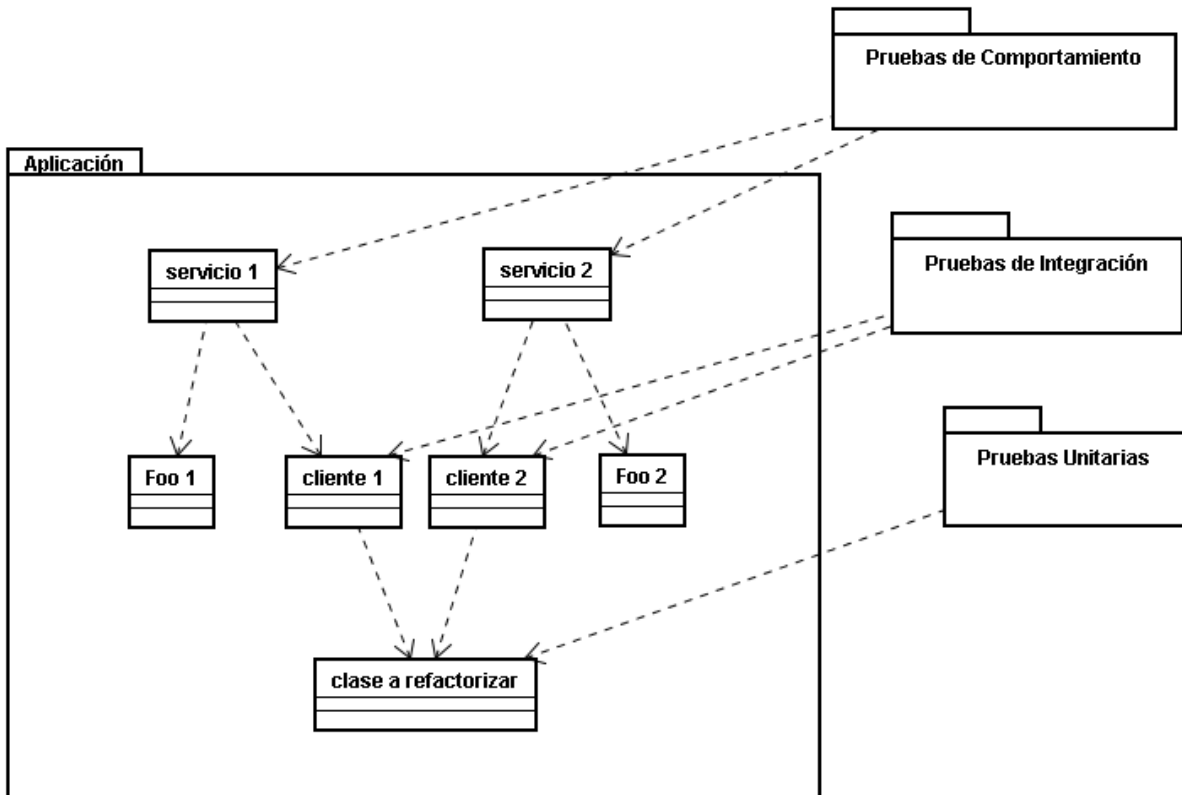 Pruebas de Comportamiento
Aplicación
servicio 1
servicio 2
Pruebas de Integración
Foo 1
cliente 1
cliente 2
Foo 2
Pruebas Unitarias
clase a refactorizar